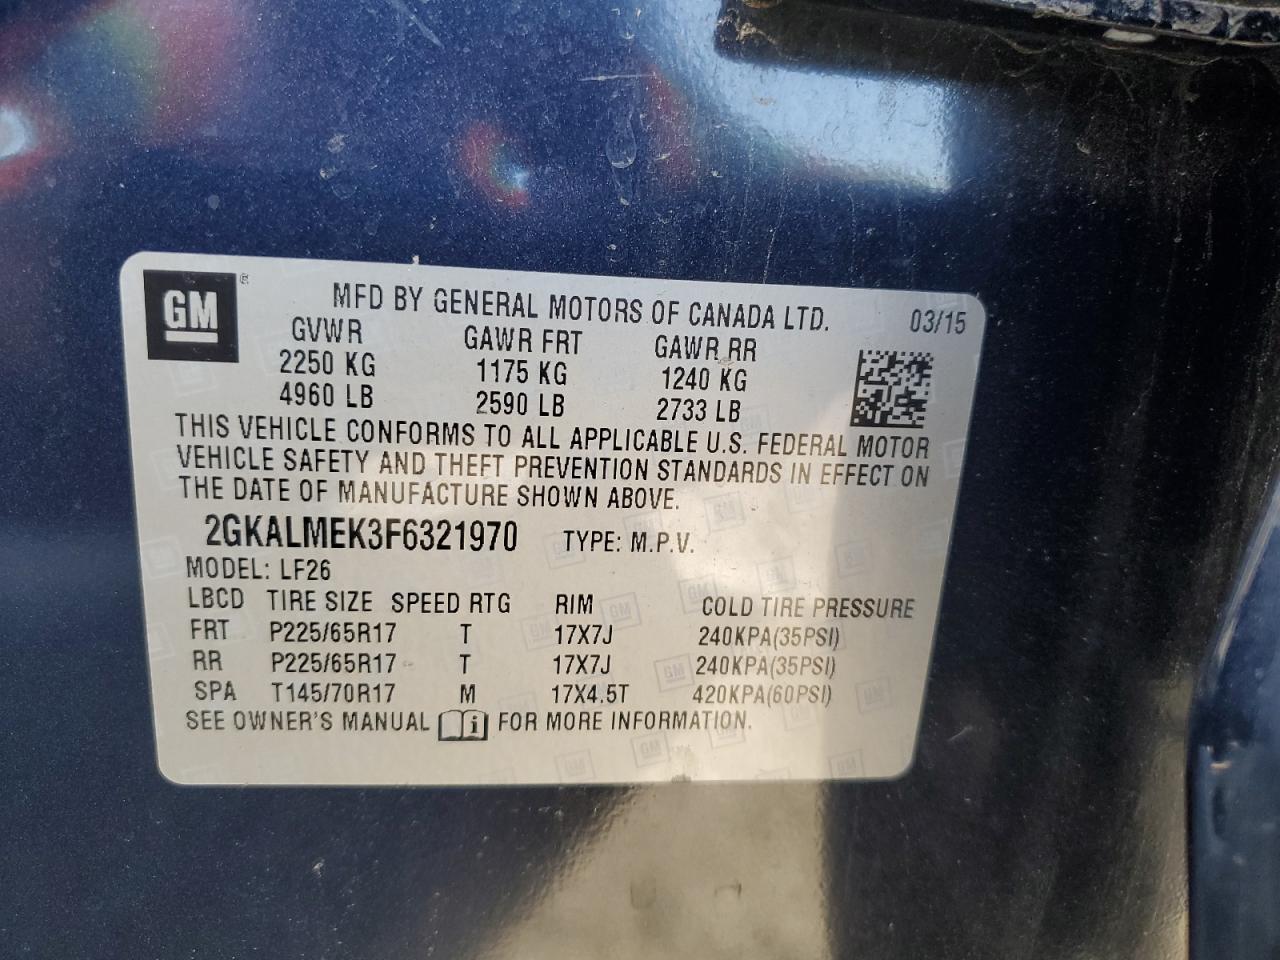 GM
MFD BY GENERAL MOTORS OF CANADA LTD. 03/15
GVWR GAWR FRT GAWR RR
2250 KG 1175 KG 1240 KG
4960 LB 2590 LB 2733 LB
THIS VEHICLE CONFORMS TO ALL APPLICABLE U.S. FEDERAL MOTOR
VEHICLE SAFETY AND THEFT PREVENTION STANDARDS IN EFFECT ON
THE DATE OF MANUFACTURE SHOWN ABOVE.
2GKALMEK3F6321970 TYPE: M.P.V.
MODEL: LF26
LBCD TIRE SIZE SPEED RTG RIM COLD TIRE PRESSURE
FRT P225/65R17 T 17X7J 240KPA(35PSI)
RR P225/65R17 T 17X7J 240KPA(35PSI)
SPA T145/70R17 M 17X4.5T 420KPA(60PSI)
SEE OWNER'S MANUAL i FOR MORE INFORMATION.